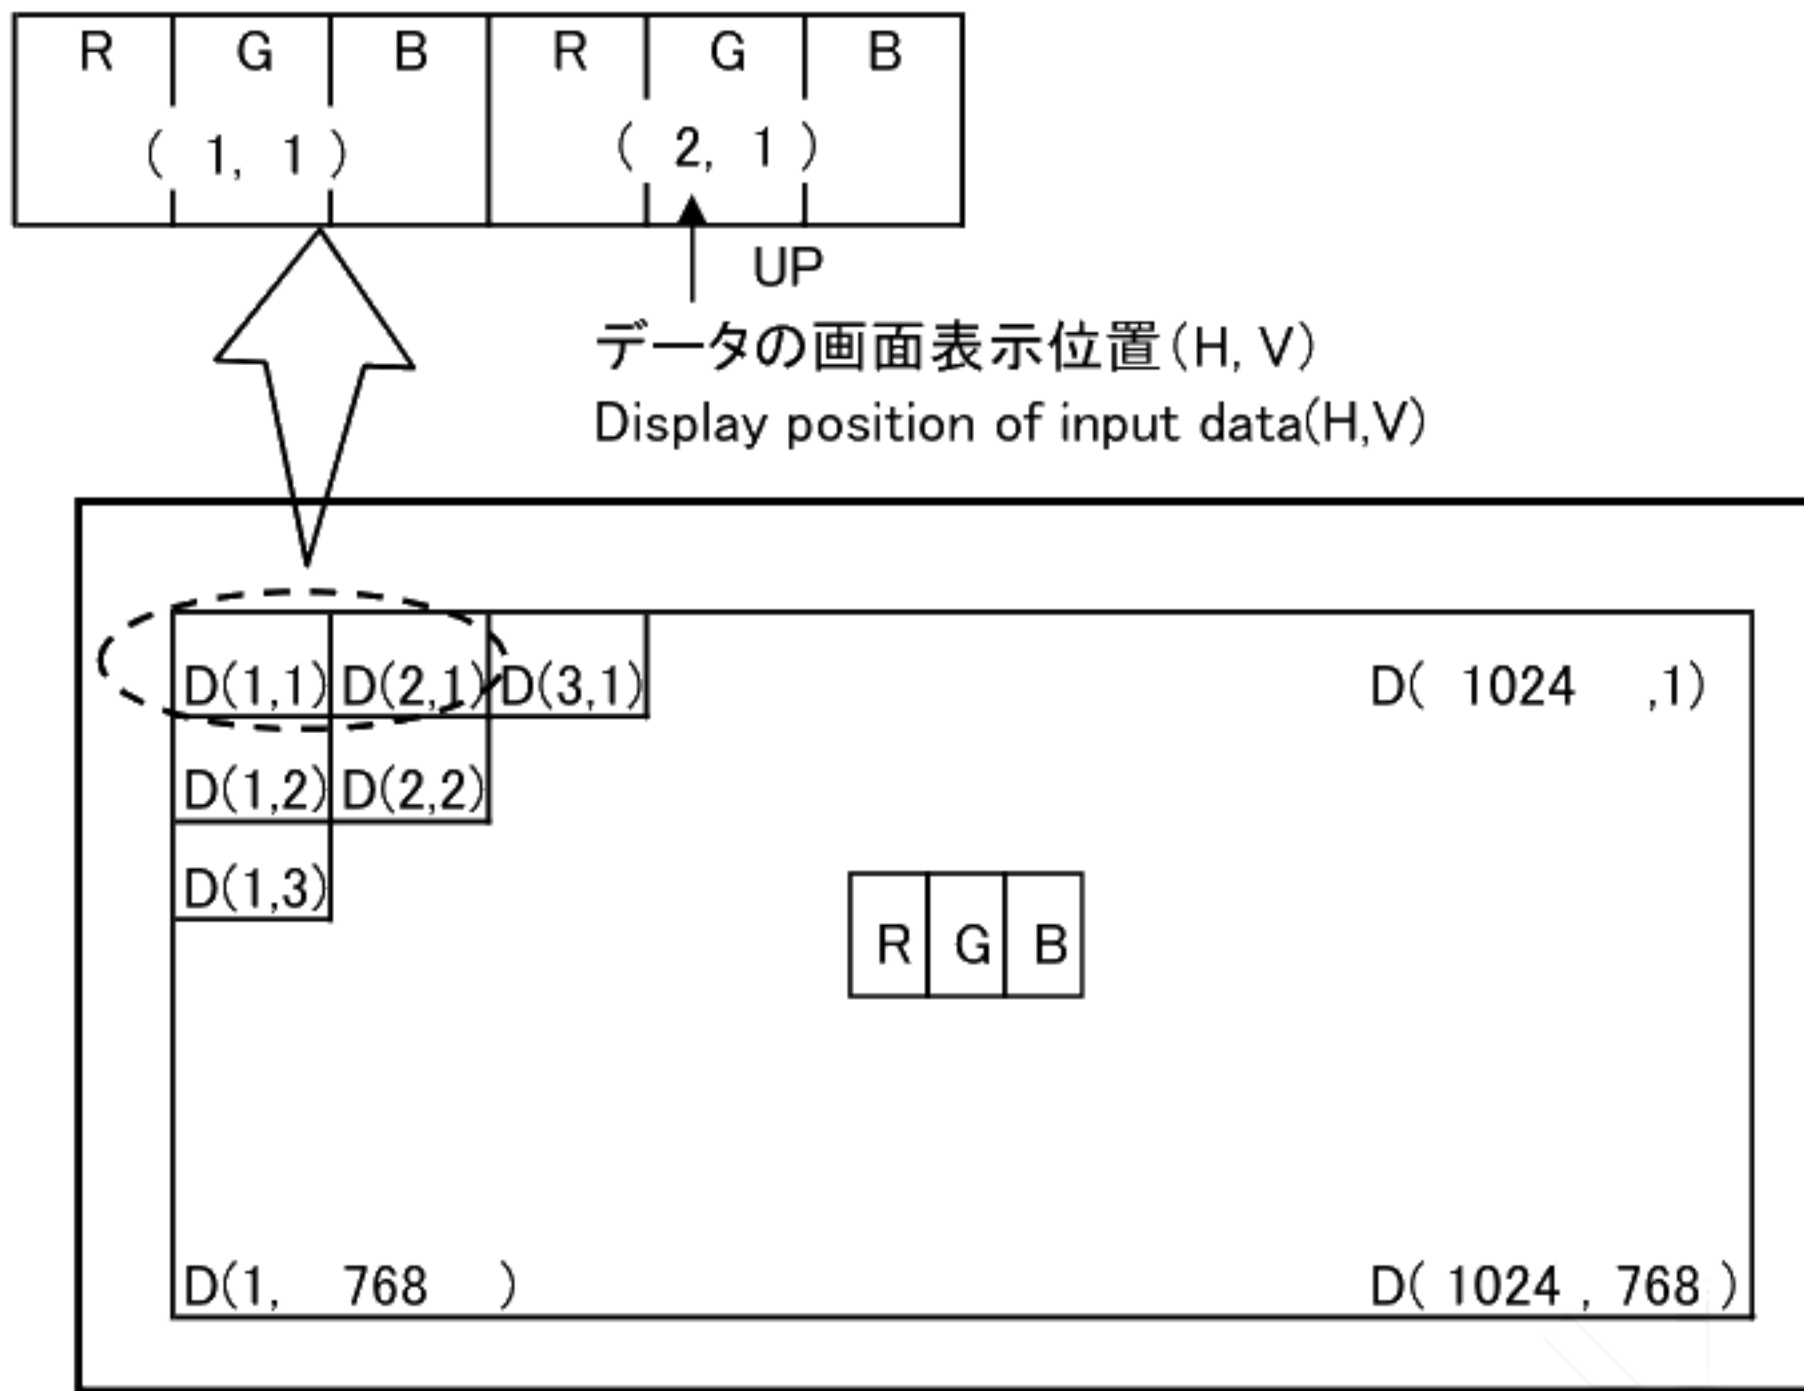 R G B R G B
( 1, 1 ) ( 2, 1 )
UP
データの画面表示位置(H, V)
Display position of input data(H,V)
D(1,1) D(2,1) D(3,1) D( 1024 ,1)
D(1,2) D(2,2)
D(1,3)
R G B
D(1, 768 ) D( 1024 , 768 )